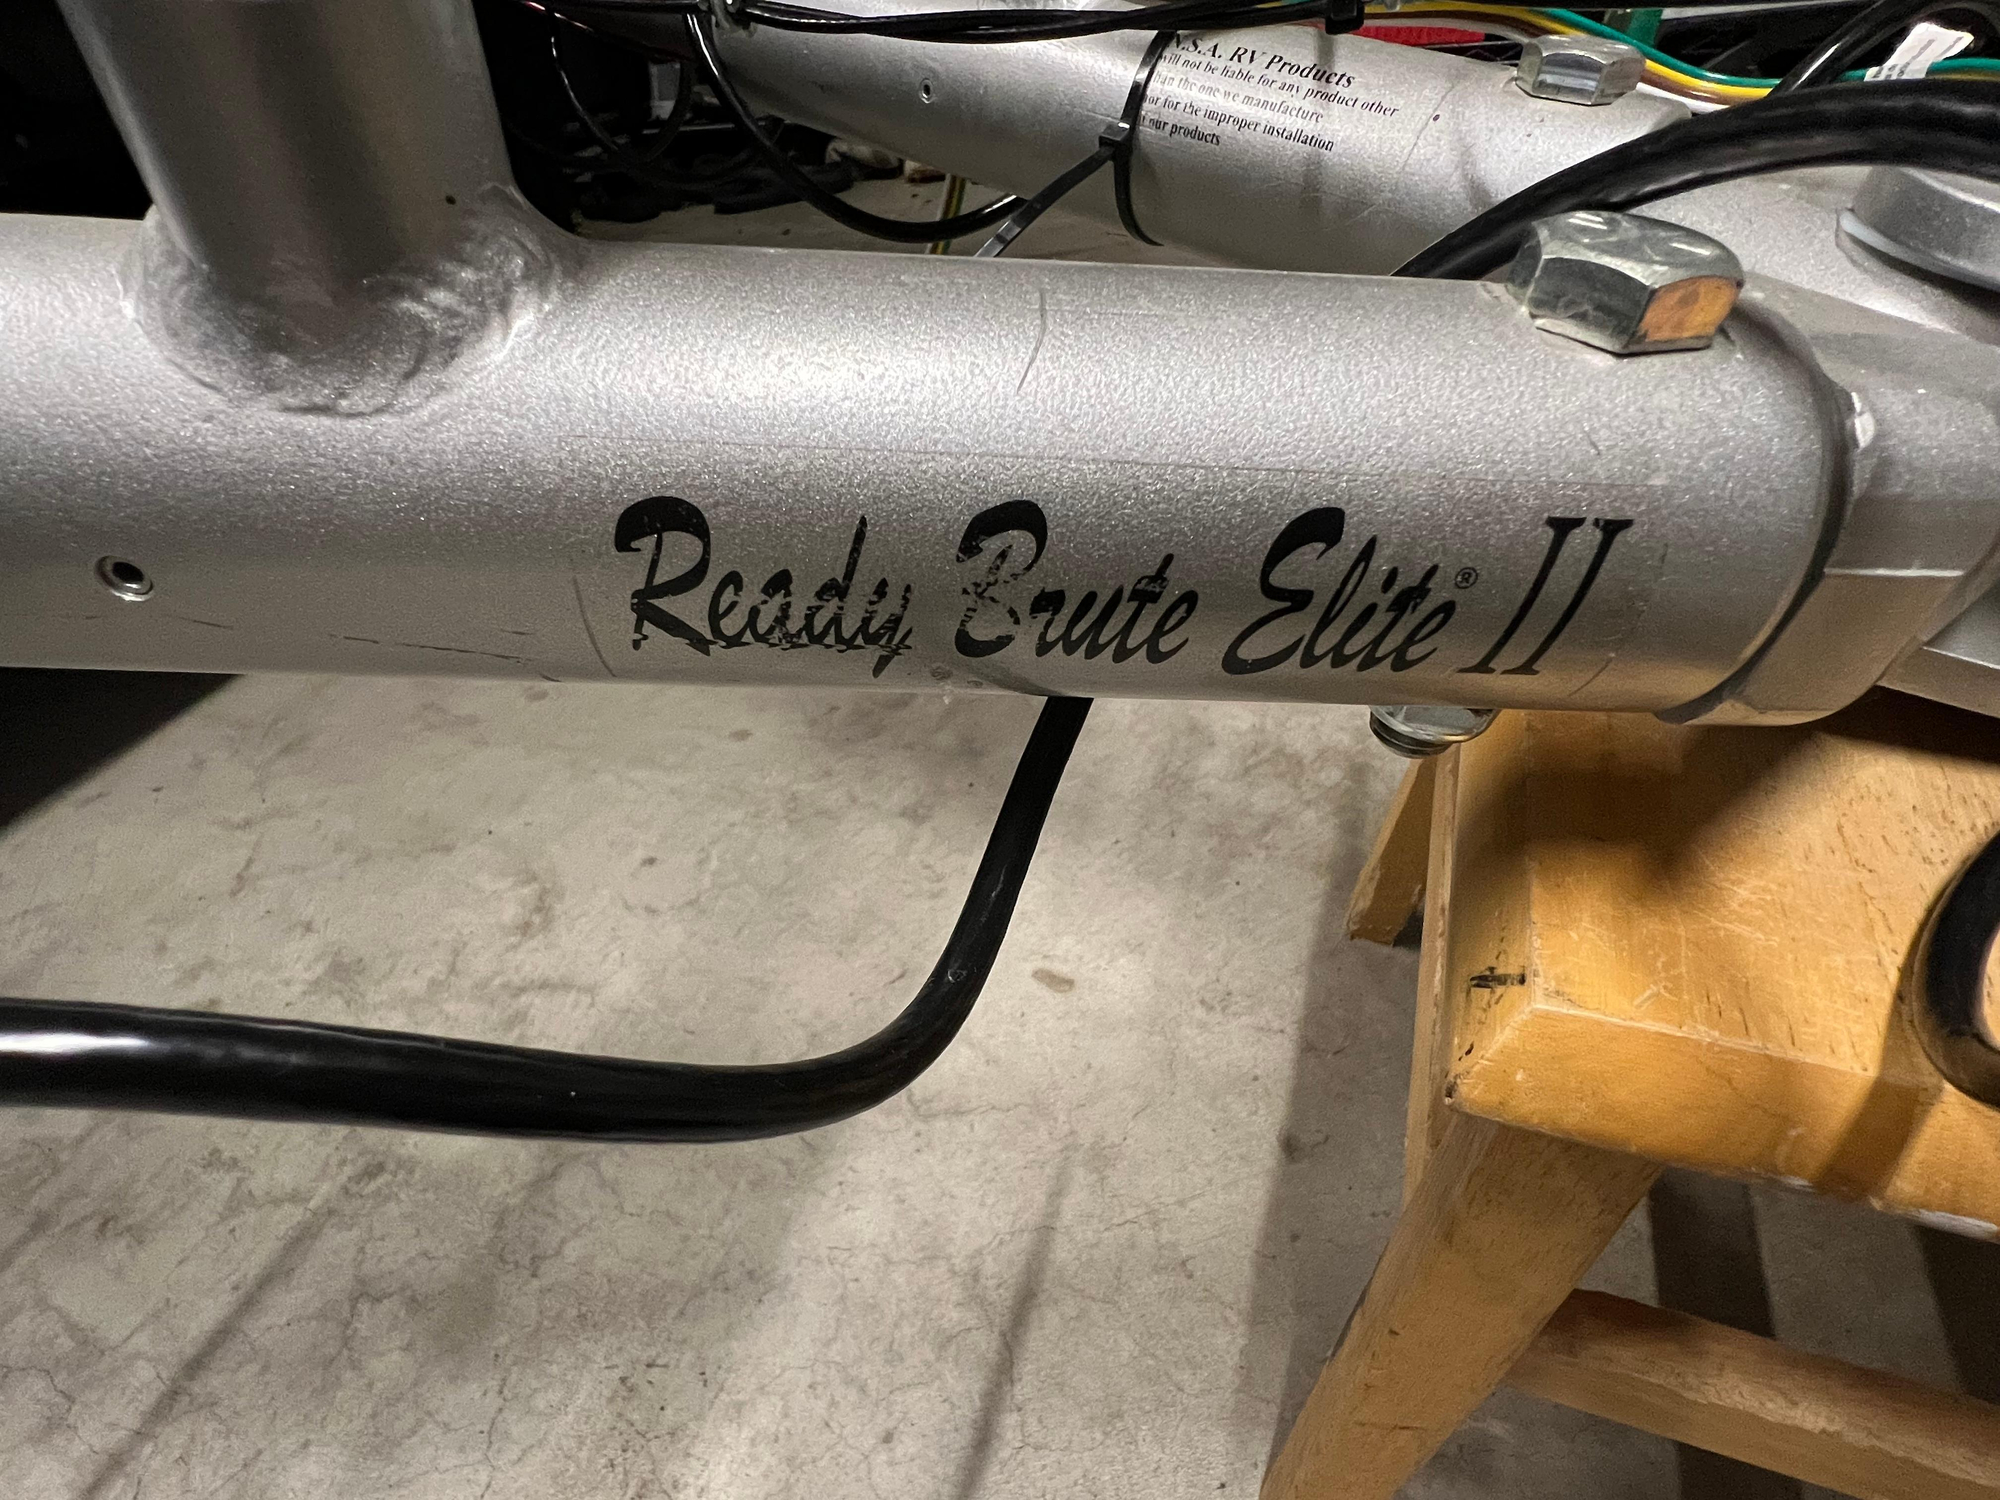 N.S.A. RV Products
will not be liable for any product other
than the one we manufacture
or for the improper installation
our products
Ready Brute Elite® II